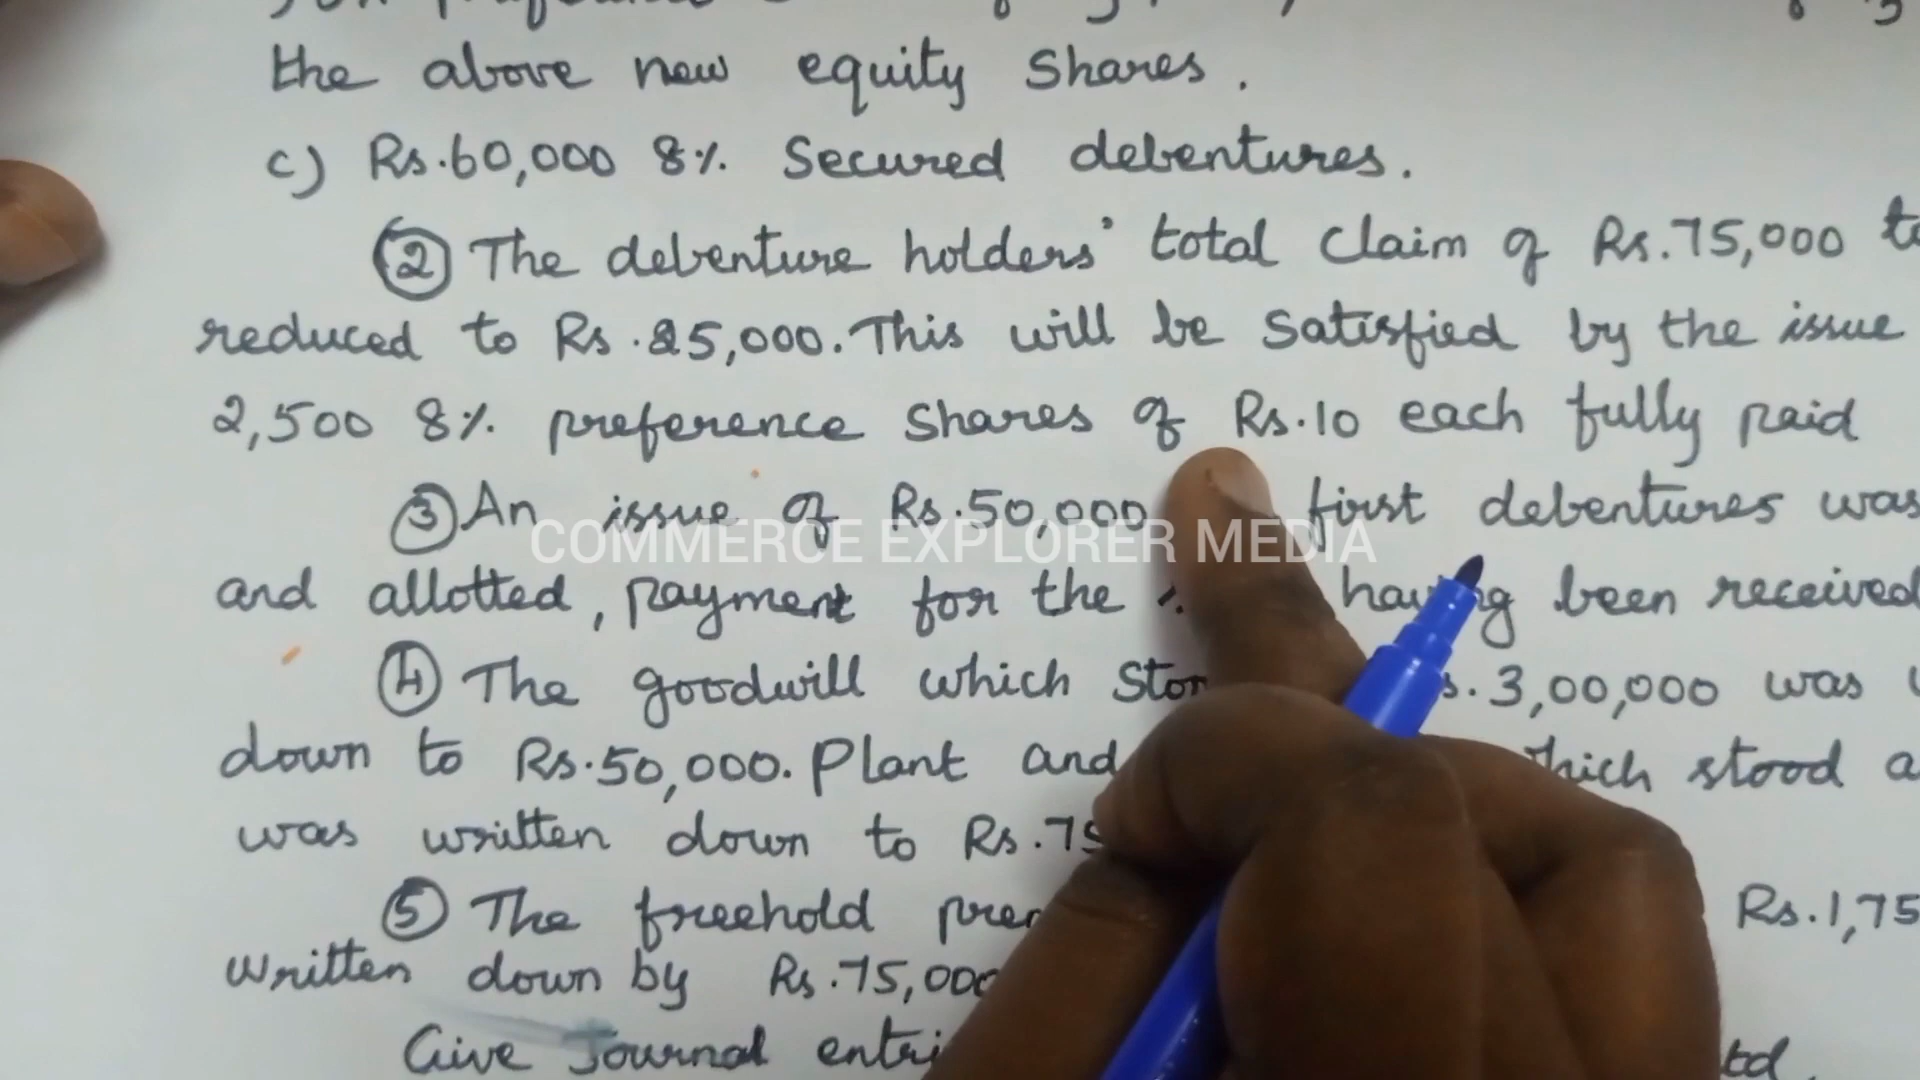 the above new equity Shares.
c) Rs.60,000 8% Secured debentures.
② The debenture holders' total claim of Rs.75,000 to
reduced to Rs.25,000. This will be Satisfied by the issue
2,500 8% preference shares of Rs.10 each fully paid
③ An issue of Rs.50,000 first debentures was
COMMERCE EXPLORER MEDIA
and allotted, payment for the having been received
④ The goodwill which Rs.3,00,000 was
down to Rs.50,000. Plant and which stood
was written down to Rs.75
⑤ The freehold Rs.1,75
written down by Rs.75,000
Give Journal